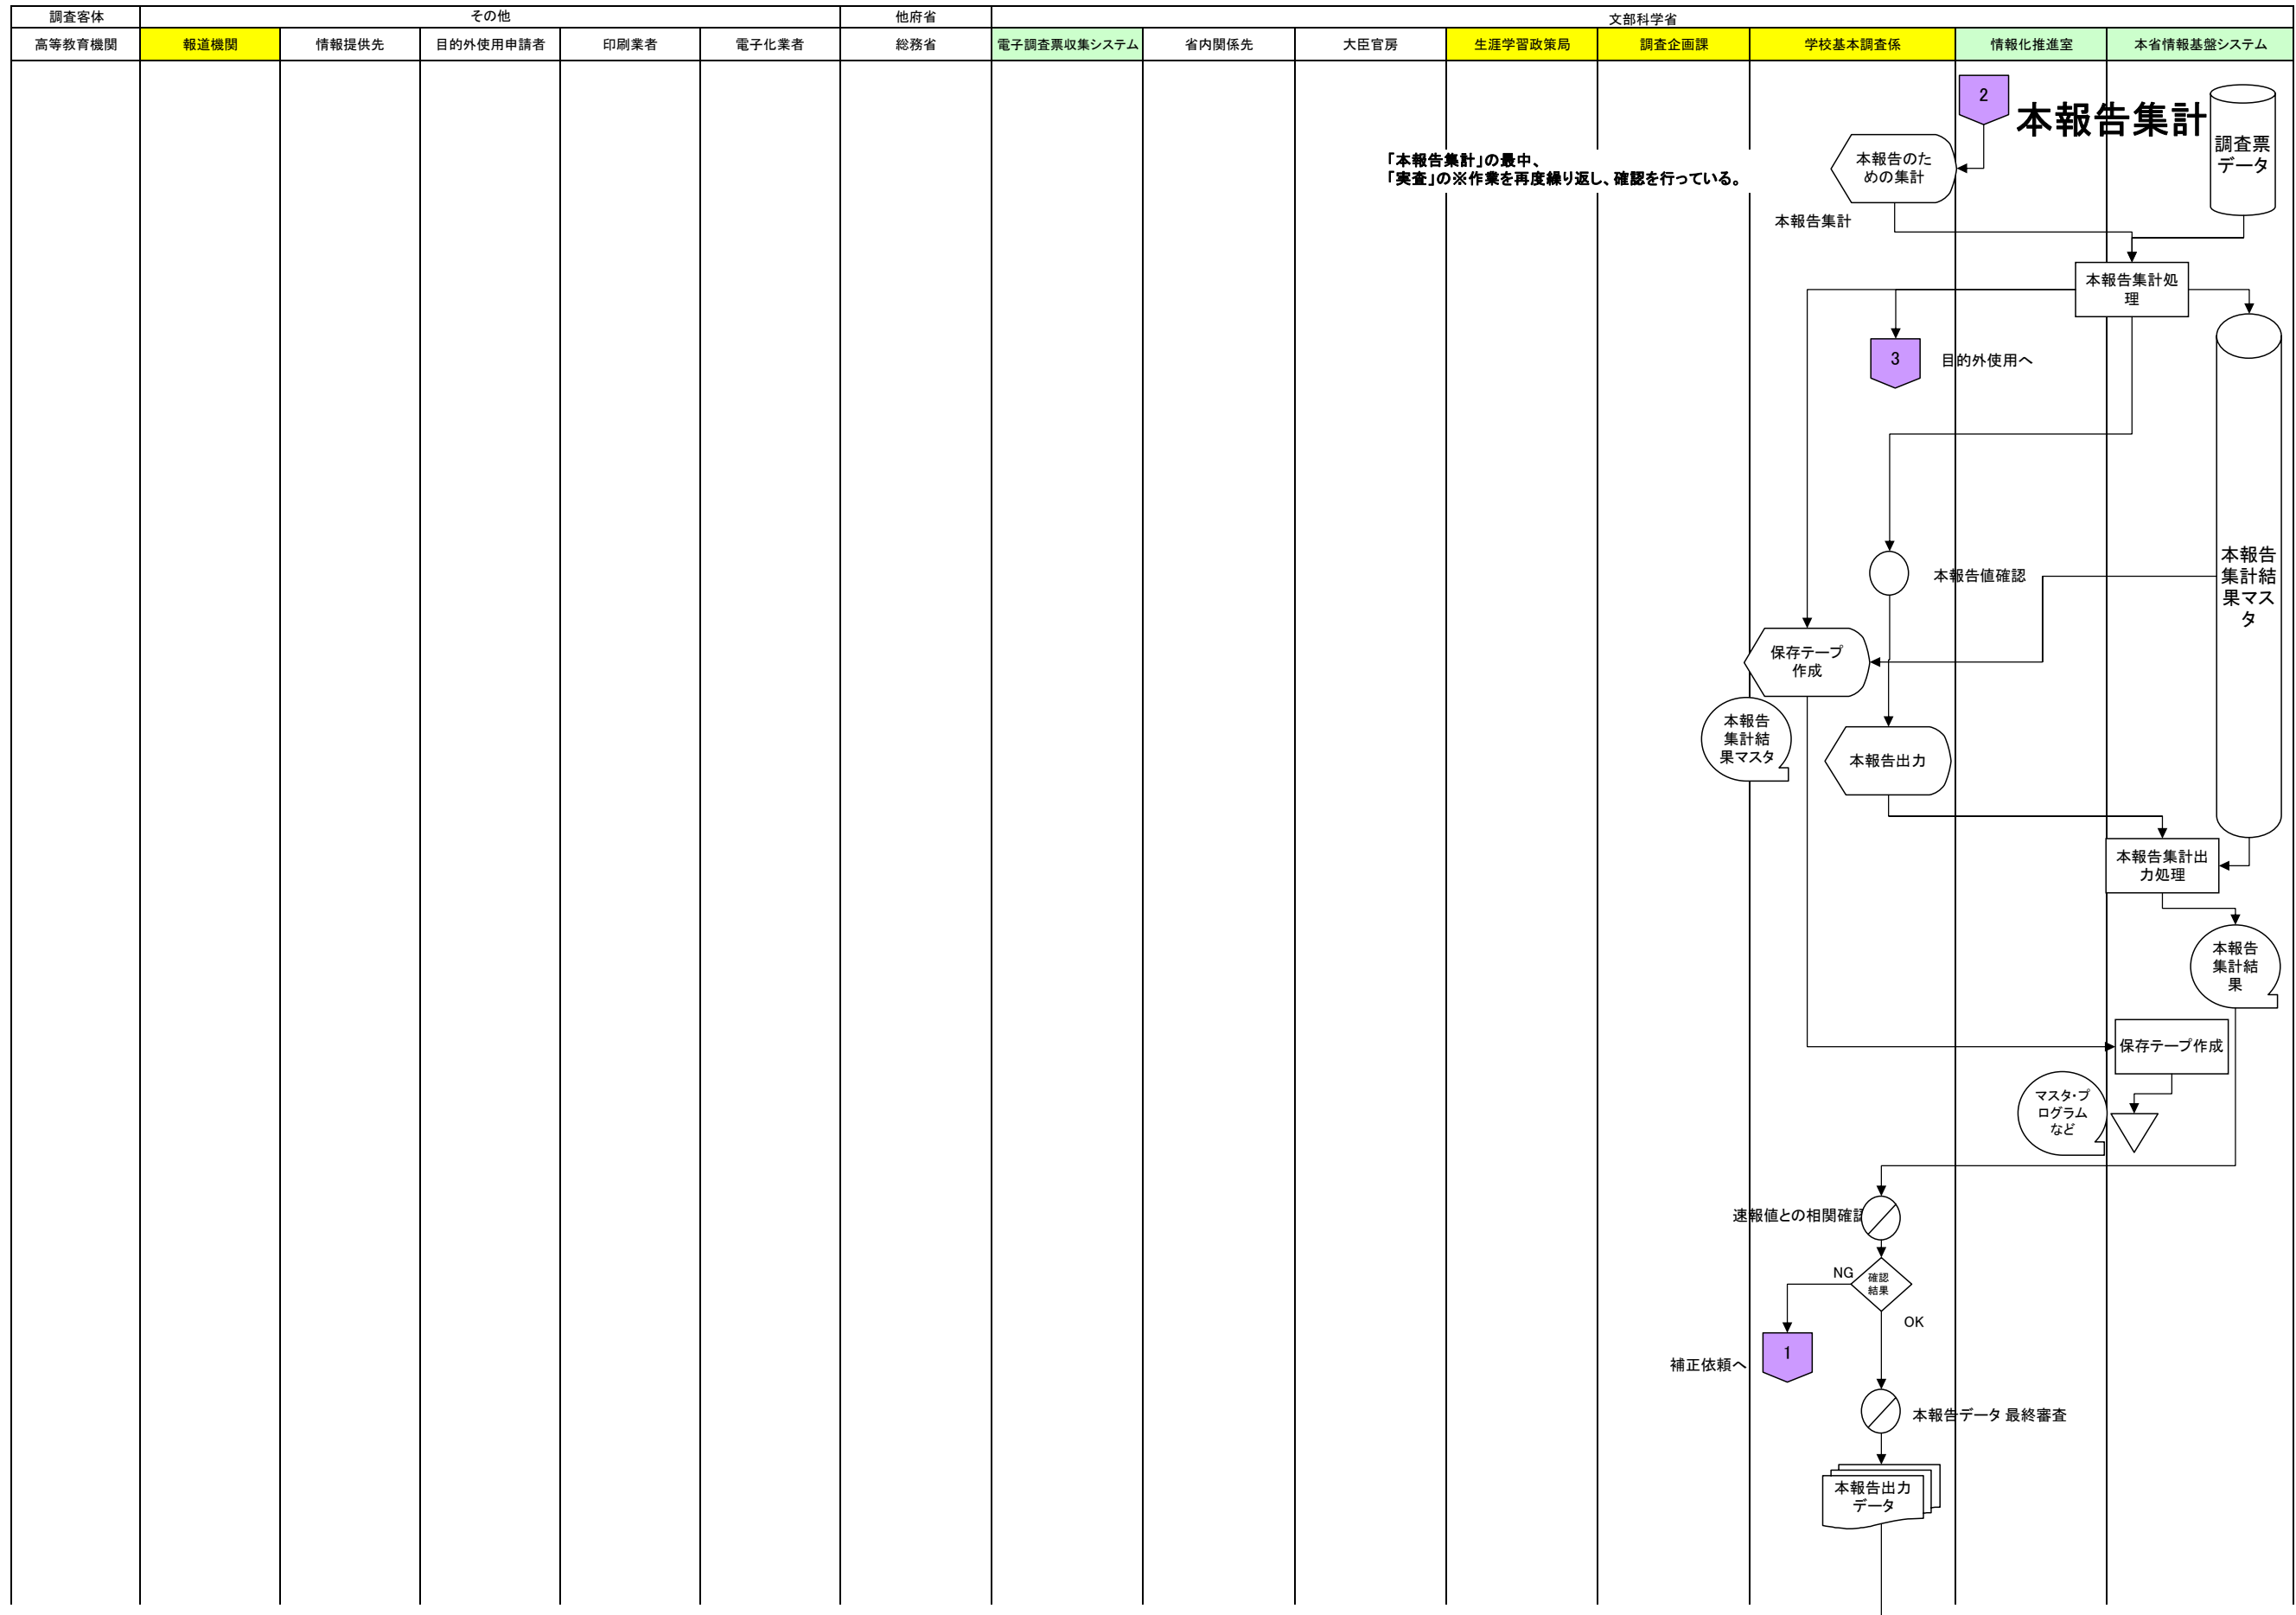 調査客体
その他
他府省
文部科学省
高等教育機関
報道機関
情報提供先
目的外使用申請者
印刷業者
電子化業者
総務省
電子調査票収集システム
省内関係先
大臣官房
生涯学習政策局
調査企画課
学校基本調査係
情報化推進室
本省情報基盤システム
2
本報告集計
調査票
データ
「本報告集計」の最中、
「実査」の※作業を再度繰り返し、確認を行っている。
本報告のた
めの集計
本報告集計
本報告集計処
理
3
目的外使用へ
本報告
集計結
果マス
タ
本報告値確認
保存テープ
作成
本報告
集計結
果マスタ
本報告出力
本報告集計出
力処理
本報告
集計結
果
保存テープ作成
マスタ・プ
ログラム
など
速報値との相関確認
NG
確認
結果
OK
1
補正依頼へ
本報告データ 最終審査
本報告出力
データ